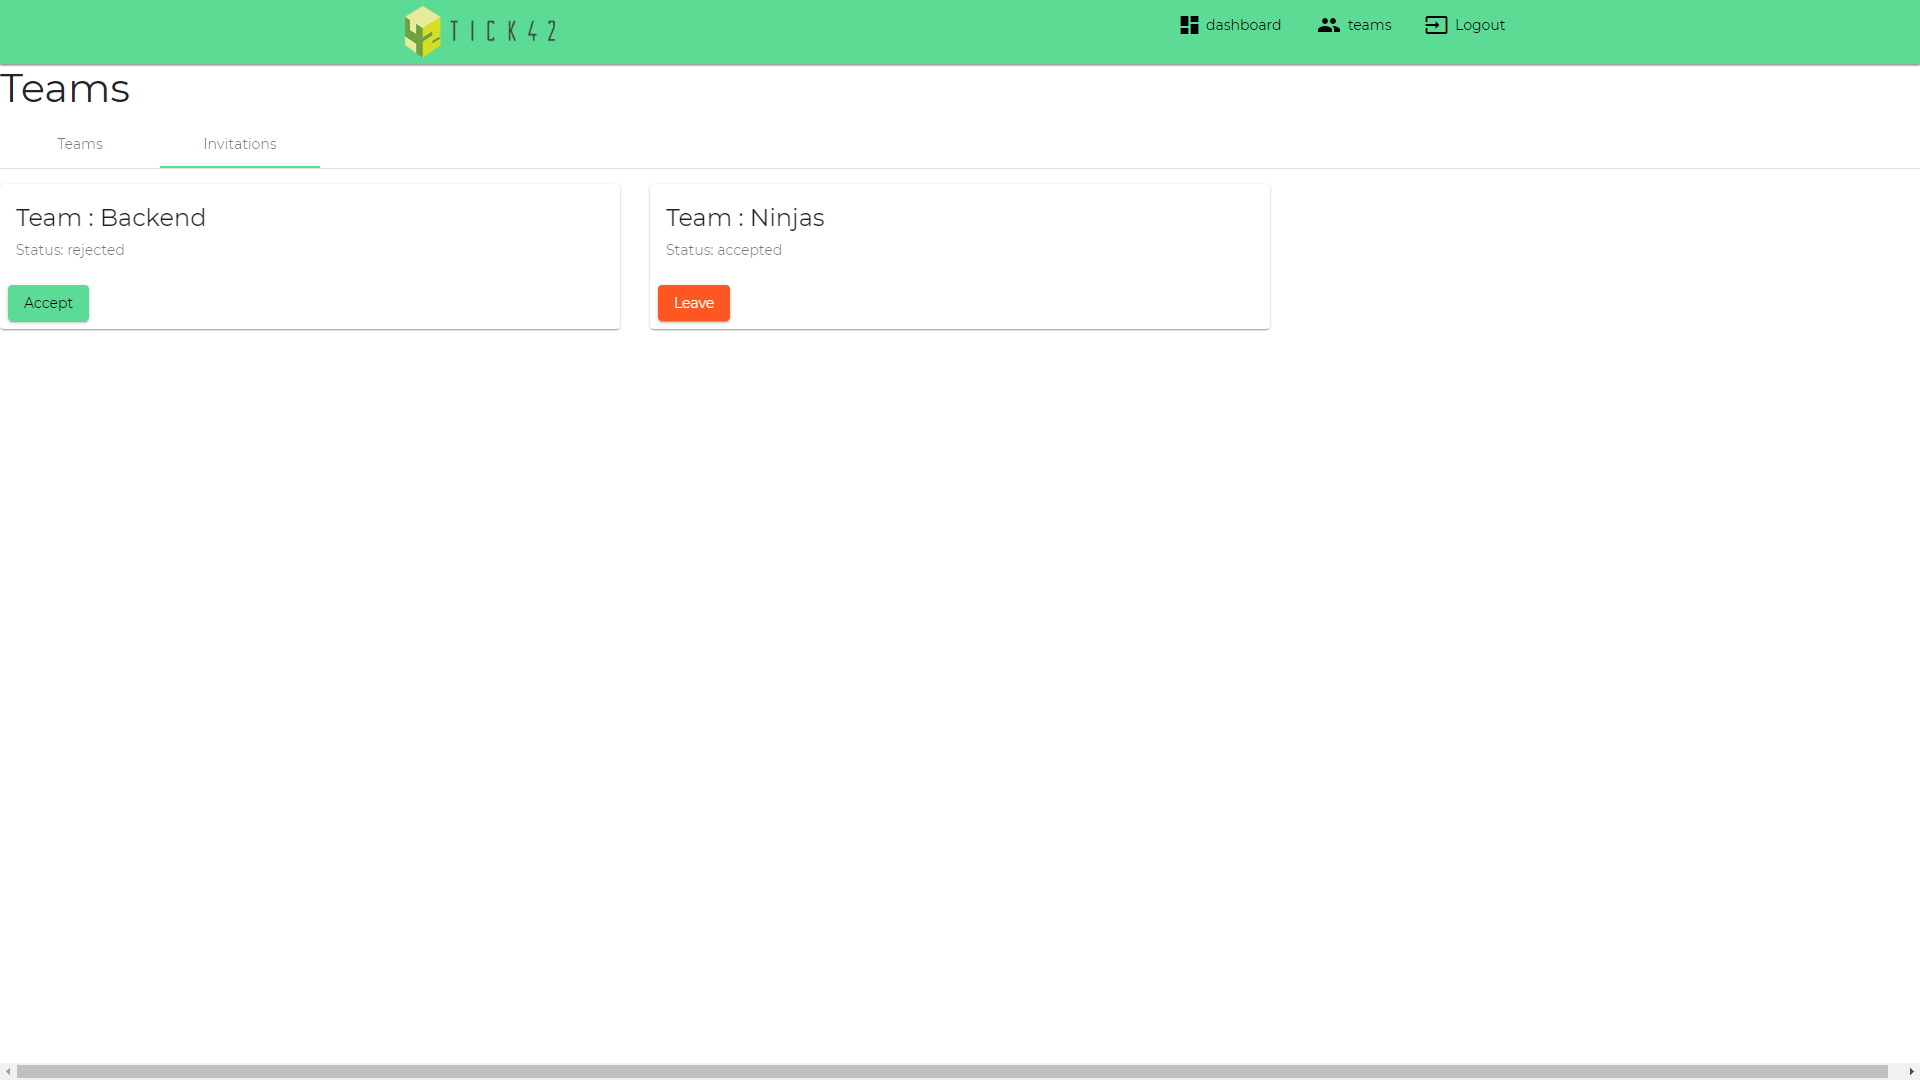 TICK42
dashboard
teams
Logout
Teams
Teams
Invitations
Team : Backend
Status: rejected
Accept
Team : Ninjas
Status: accepted
Leave